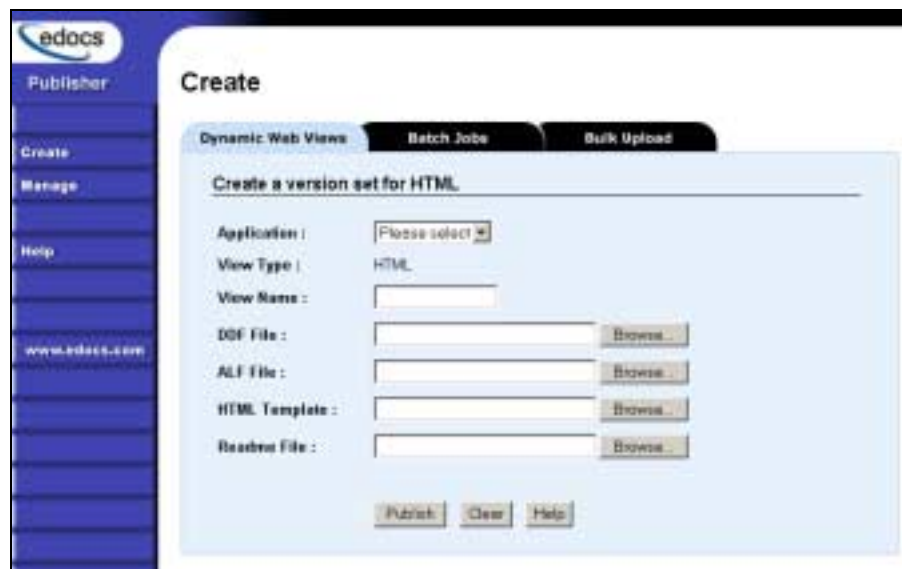 edocs
Publisher
Create
Manage
Help
www.edocs.com
Create
Dynamic Web Views
Batch Jobs
Bulk Upload
Create a version set for HTML
Application :
Please select
View Type :
HTML
View Name :
DDF File :
Browse...
ALF File :
Browse...
HTML Template :
Browse...
Readme File :
Browse...
Publish
Clear
Help